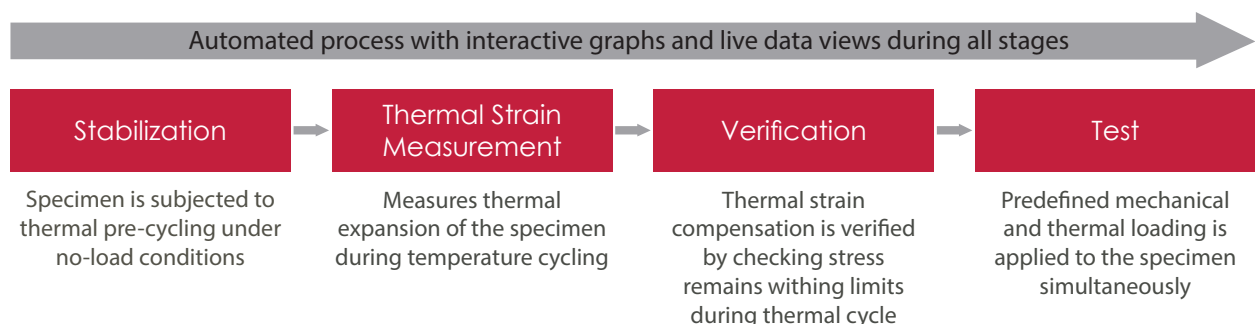 Automated process with interactive graphs and live data views during all stages
Stabilization
Thermal Strain
Measurement
Verification
Test
Specimen is subjected to
thermal pre-cycling under
no-load conditions
Measures thermal
expansion of the specimen
during temperature cycling
Thermal strain
compensation is verified
by checking stress
remains withing limits
during thermal cycle
Predefined mechanical
and thermal loading is
applied to the specimen
simultaneously